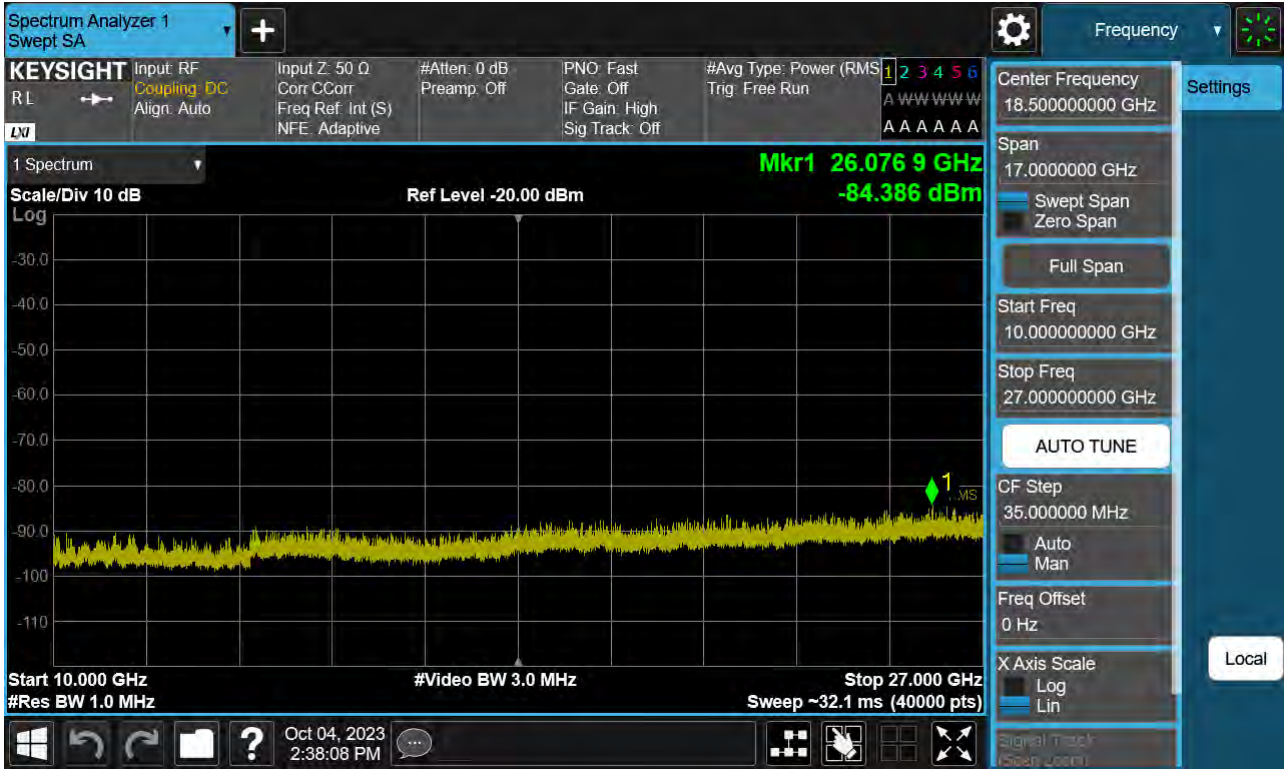 Spectrum Analyzer 1
Swept SA
Frequency
KEYSIGHT
R L
LXI
Input: RF
Coupling: DC
Align: Auto
Input Z: 50 Ω
Corr CCorr
Freq Ref: Int (S)
NFE: Adaptive
#Atten: 0 dB
Preamp: Off
PNO: Fast
Gate: Off
IF Gain: High
Sig Track: Off
#Avg Type: Power (RMS
Trig: Free Run
1 2 3 4 5 6
A W W W W W
A A A A A A
1 Spectrum
Scale/Div 10 dB
Log
Ref Level -20.00 dBm
Mkr1 26.076 9 GHz
-84.386 dBm
-30.0
-40.0
-50.0
-60.0
-70.0
-80.0
-90.0
-100
-110
1
Start 10.000 GHz
#Res BW 1.0 MHz
#Video BW 3.0 MHz
Stop 27.000 GHz
Sweep ~32.1 ms (40000 pts)
Center Frequency
18.500000000 GHz
Span
17.0000000 GHz
Swept Span
Zero Span
Full Span
Start Freq
10.000000000 GHz
Stop Freq
27.000000000 GHz
AUTO TUNE
CF Step
35.000000 MHz
Auto
Man
Freq Offset
0 Hz
X Axis Scale
Log
Lin
Signal Track
(Span Zoom)
Settings
Local
?
Oct 04, 2023
2:38:08 PM